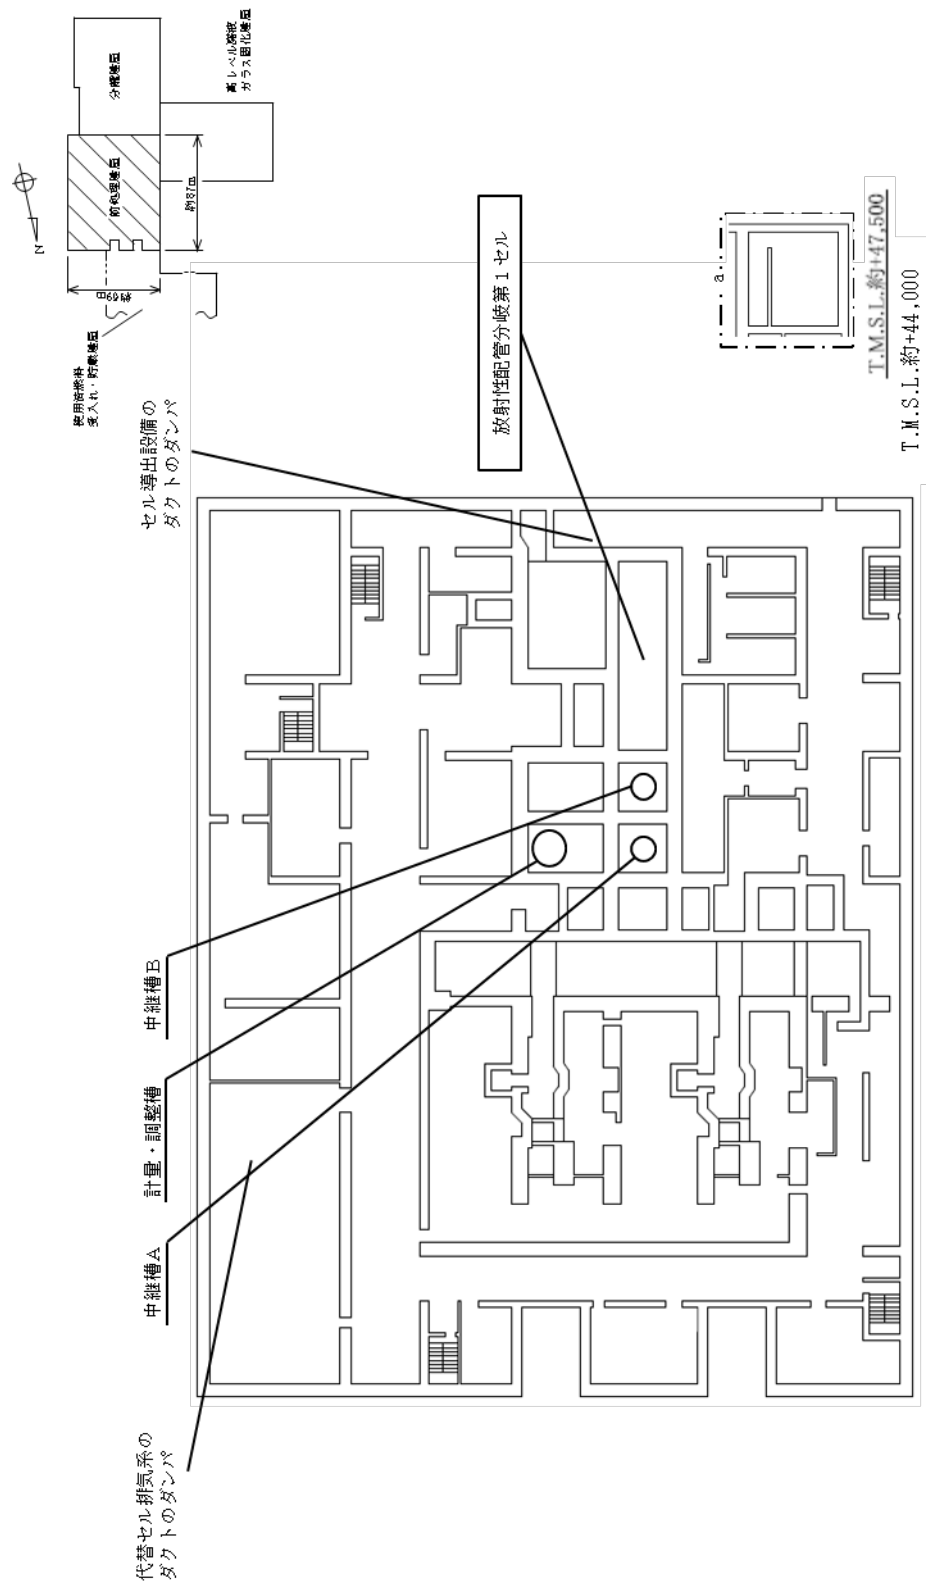 代替セル排気系の
ダクトのダンパ
中継槽A
計量・調整槽
中継槽B
セル導出設備の
ダクトのダンパ
放射性配管分岐第1セル
使用済燃料
受入れ・貯蔵建屋
N
約69m
前処理建屋
約87m
分離建屋
高レベル廃液
ガラス固化建屋
a
T.M.S.L.約+47,500
T.M.S.L.約+44,000